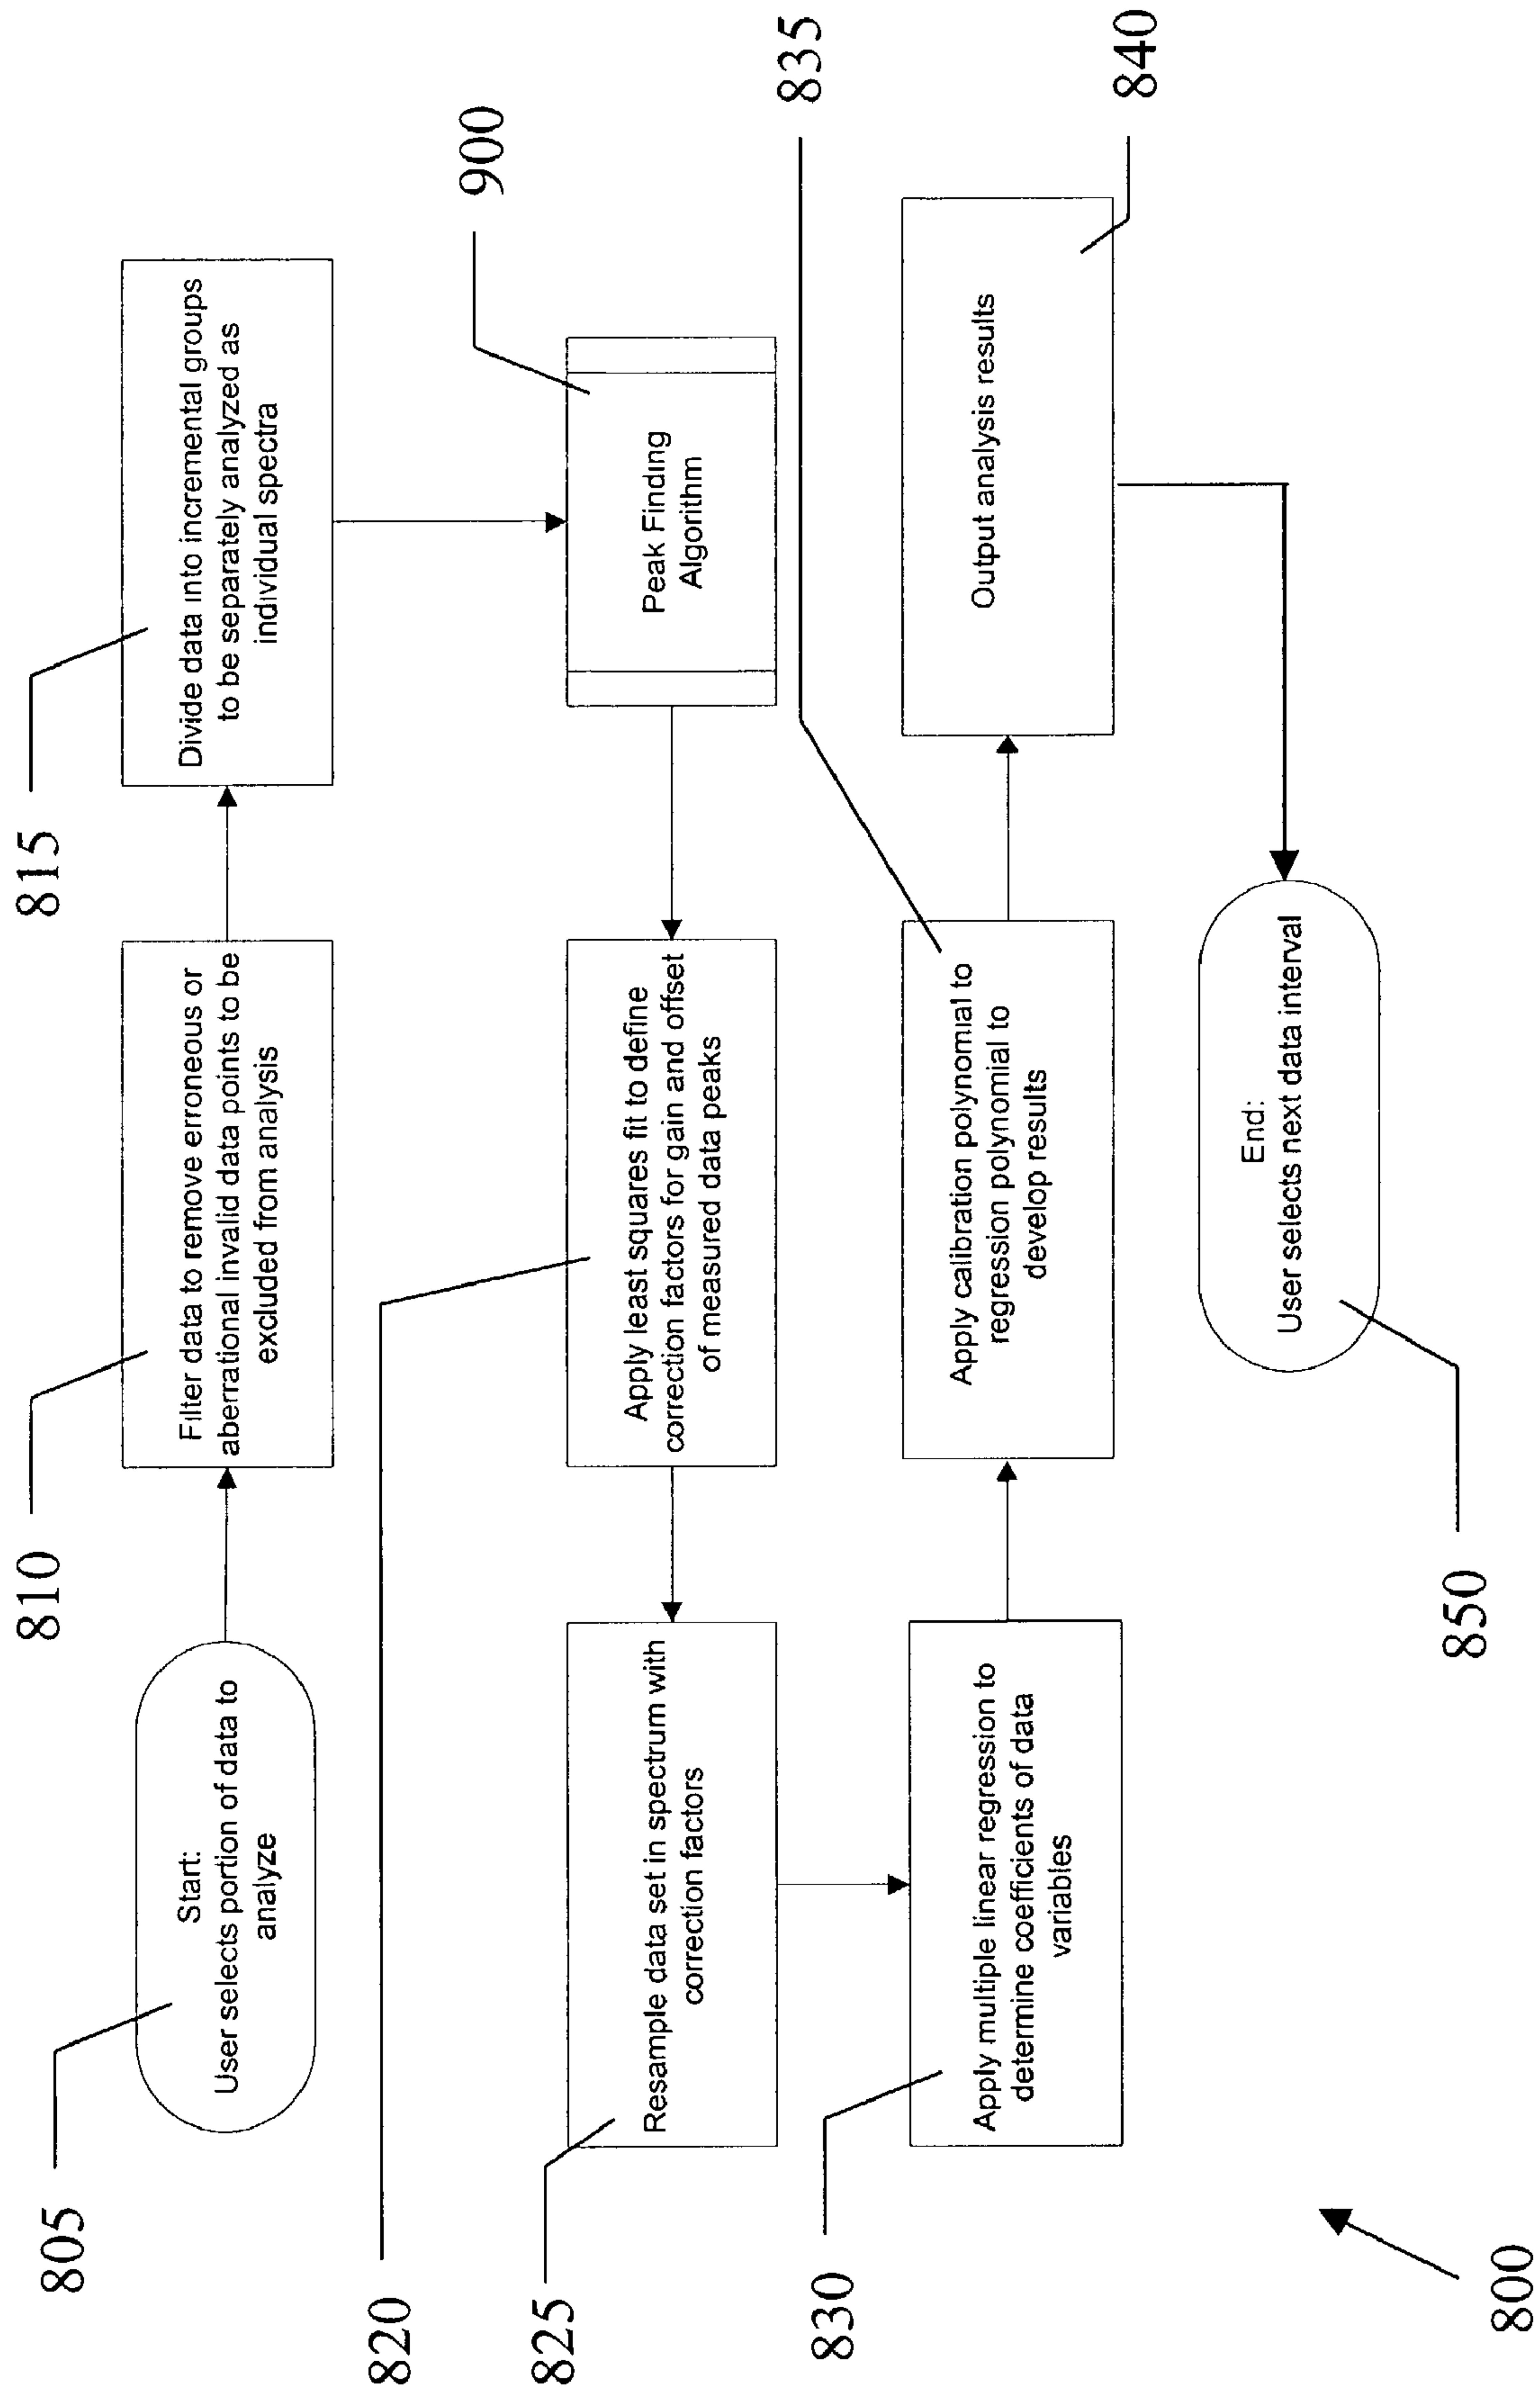 805
Start:
User selects portion of data to
analyze
810
Filter data to remove erroneous or
aberrational invalid data points to be
excluded from analysis
815
Divide data into incremental groups
to be separately analyzed as
individual spectra
900
Peak Finding
Algorithm
820
Apply least squares fit to define
correction factors for gain and offset
of measured data peaks
825
Resample data set in spectrum with
correction factors
830
Apply multiple linear regression to
determine coefficients of data
variables
835
Apply calibration polynomial to
regression polynomial to
develop results
840
Output analysis results
850
End:
User selects next data interval
800